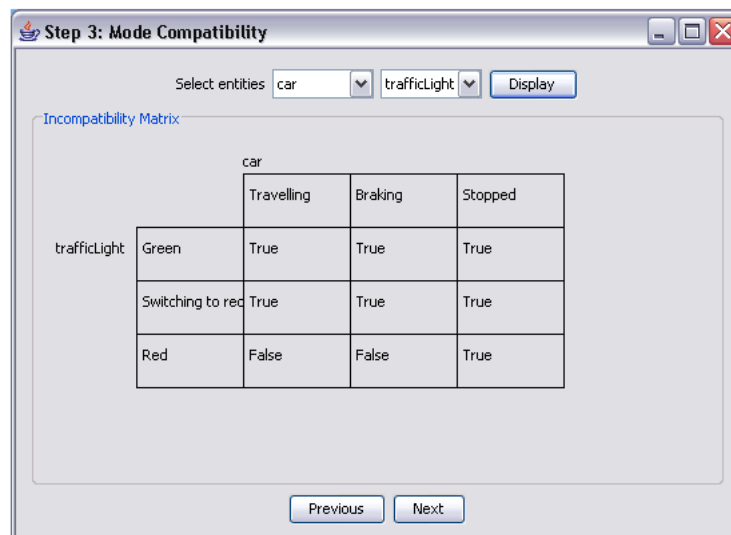 Step 3: Mode Compatibility
Select entities car trafficLight Display
Incompatibility Matrix
car
Travelling Braking Stopped
trafficLight Green True True True
Switching to red True True True
Red False False True
Previous Next